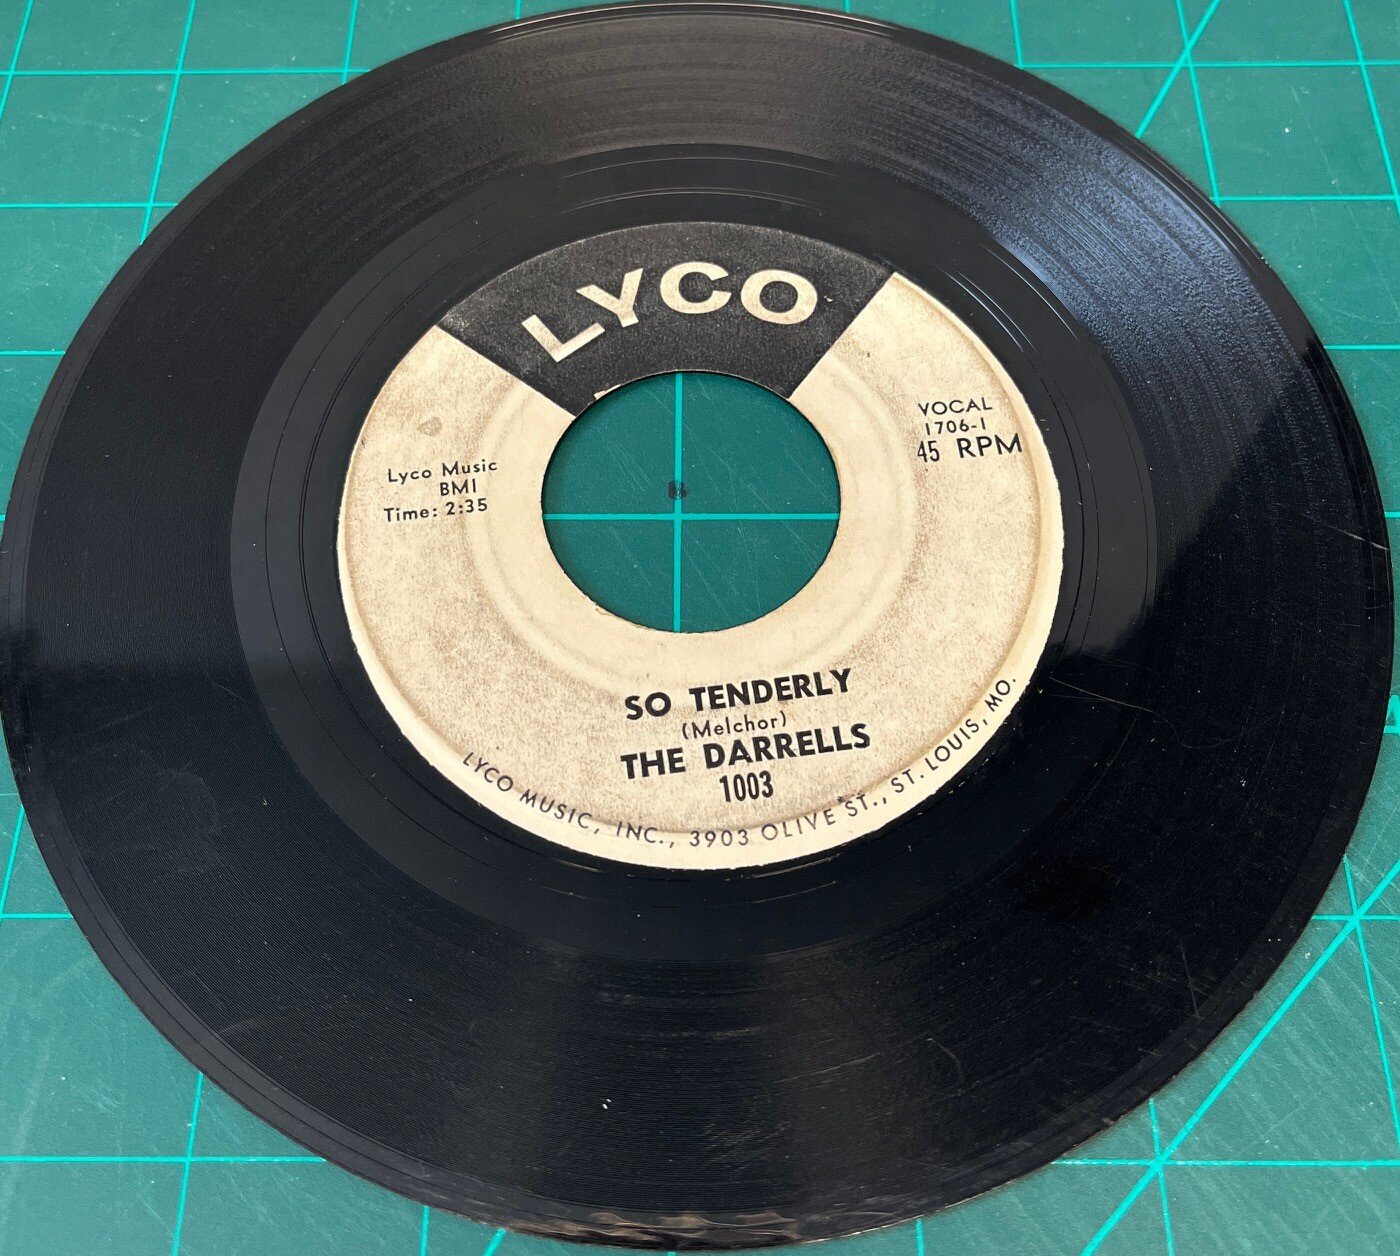 LYCO
Lyco Music
BMI
Time: 2:35
VOCAL
1706-1
45 RPM
SO TENDERLY
(Melchor)
THE DARRELLS
1003
LYCO MUSIC, INC., 3903 OLIVE ST., ST. LOUIS, MO.